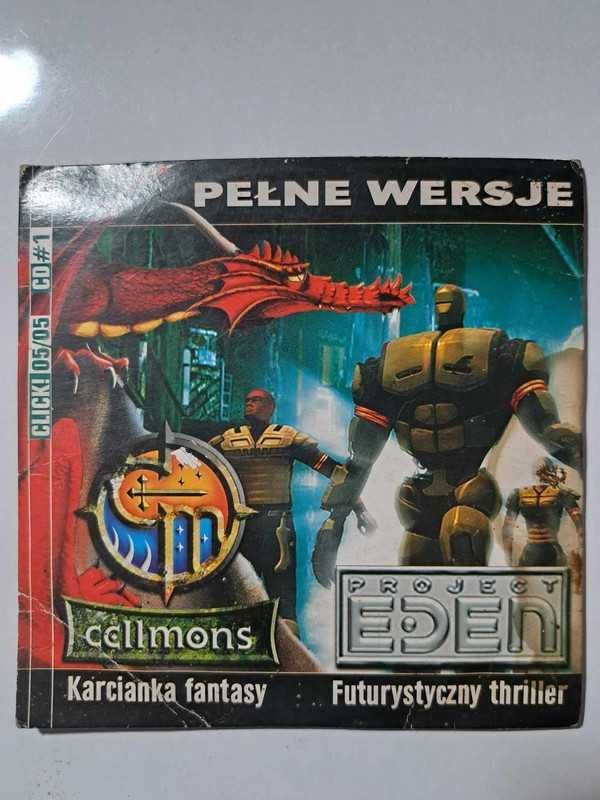 PEŁNE WERSJE
CLICK! 05/05 CD#1
cellmons
PROJECT
EDEN
Karcianka fantasy
Futurystyczny thriller